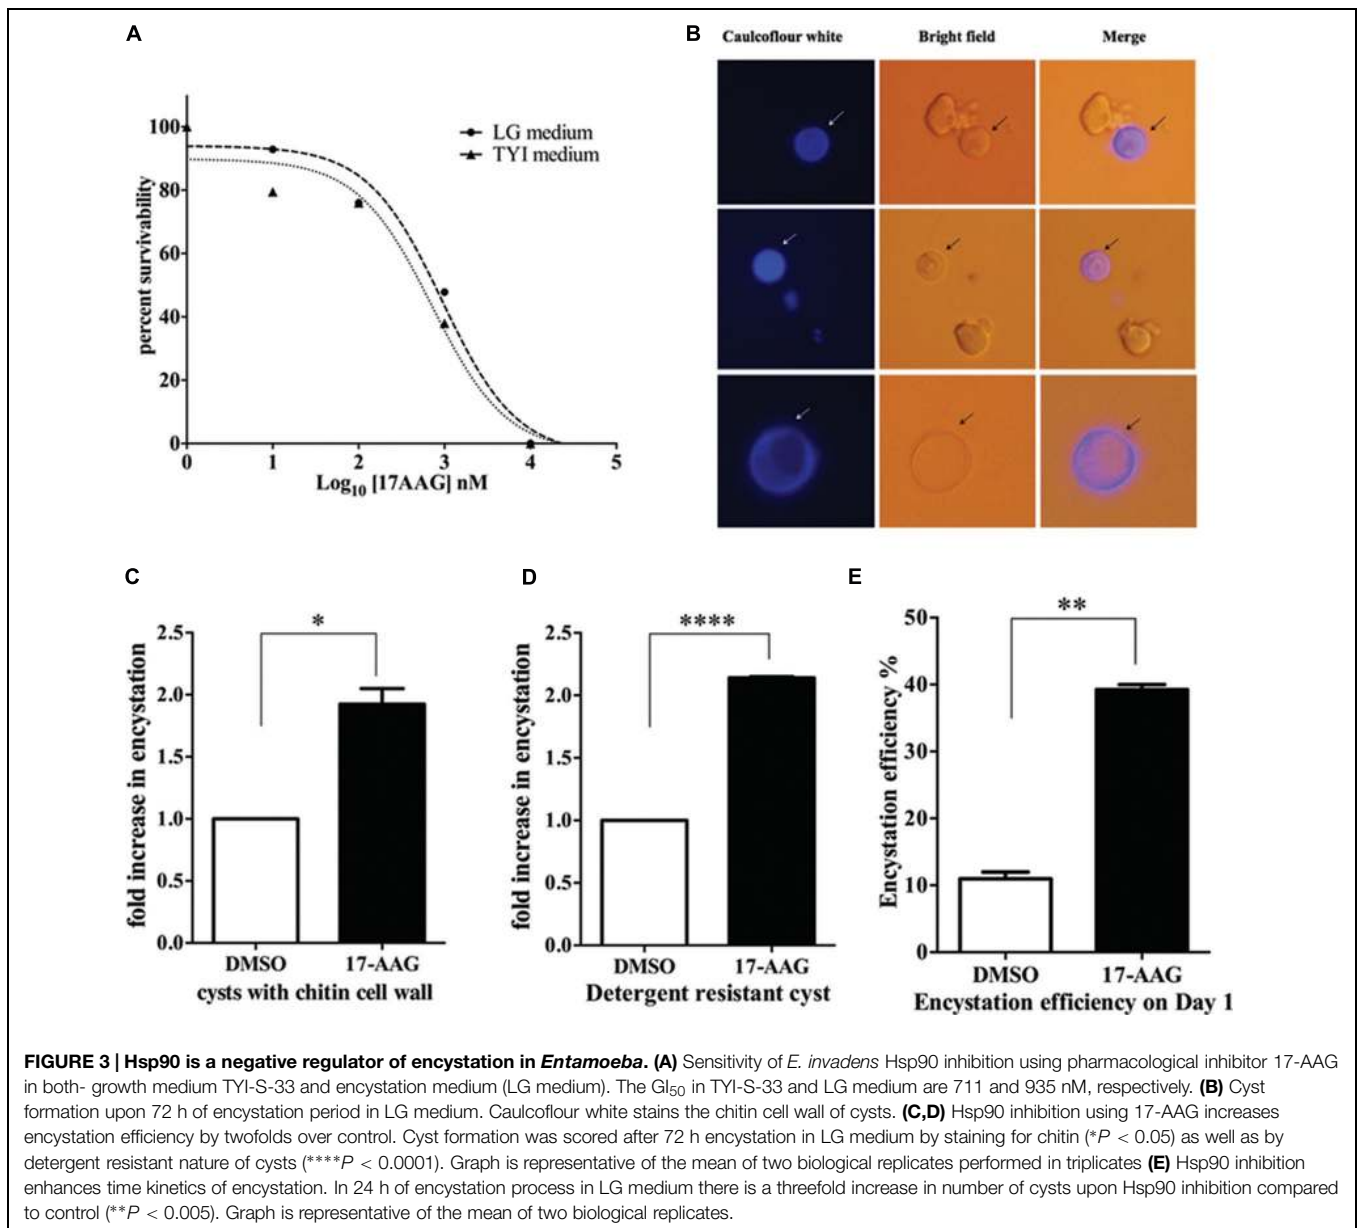 A
100
80
60
40
20
0
percent survivability
LG medium
TYI medium
0 1 2 3 4 5
Log10 [17AAG] nM
B
Caulcoflour white Bright field Merge
C
*
2.5
2.0
1.5
1.0
0.5
0.0
fold increase in encystation
DMSO 17-AAG
cysts with chitin cell wall
D
****
2.5
2.0
1.5
1.0
0.5
0.0
fold increase in encystation
DMSO 17-AAG
Detergent resistant cyst
E
**
50
40
30
20
10
0
Encystation efficiency %
DMSO 17-AAG
Encystation efficiency on Day 1
FIGURE 3 | Hsp90 is a negative regulator of encystation in Entamoeba. (A) Sensitivity of E. invadens Hsp90 inhibition using pharmacological inhibitor 17-AAG
in both- growth medium TYI-S-33 and encystation medium (LG medium). The GI50 in TYI-S-33 and LG medium are 711 and 935 nM, respectively. (B) Cyst
formation upon 72 h of encystation period in LG medium. Caulcoflour white stains the chitin cell wall of cysts. (C,D) Hsp90 inhibition using 17-AAG increases
encystation efficiency by twofolds over control. Cyst formation was scored after 72 h encystation in LG medium by staining for chitin (*P < 0.05) as well as by
detergent resistant nature of cysts (****P < 0.0001). Graph is representative of the mean of two biological replicates performed in triplicates (E) Hsp90 inhibition
enhances time kinetics of encystation. In 24 h of encystation process in LG medium there is a threefold increase in number of cysts upon Hsp90 inhibition compared
to control (**P < 0.005). Graph is representative of the mean of two biological replicates.